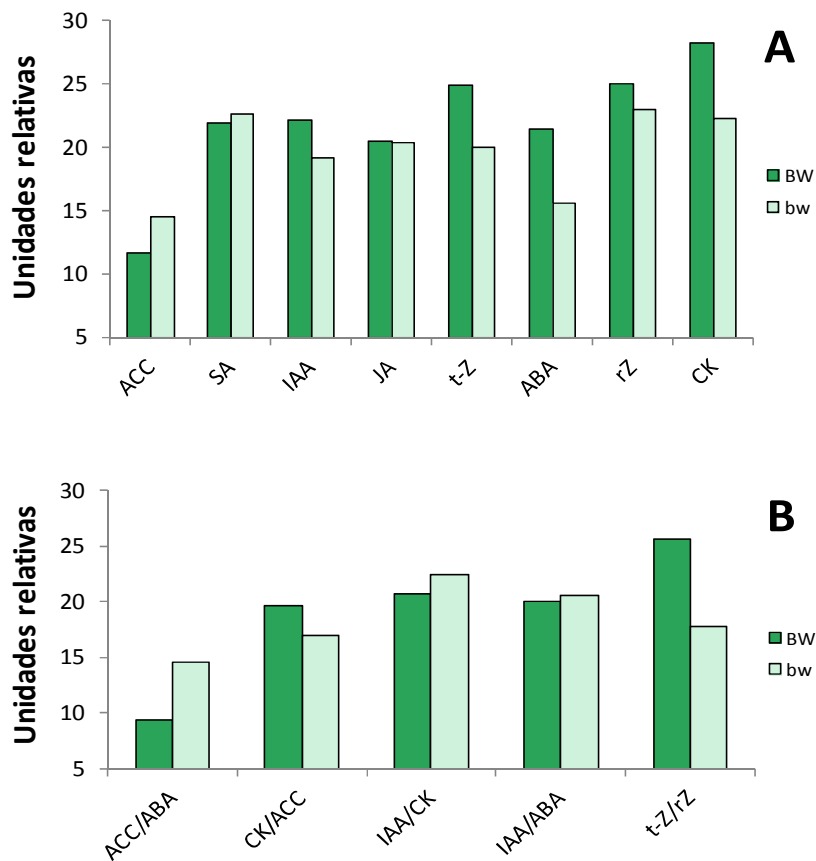 A
Unidades relativas
30
25
20
15
10
5
ACC SA IAA JA t-Z ABA rZ CK
BW
bw
B
Unidades relativas
30
25
20
15
10
5
ACC/ABA CK/ACC IAA/CK IAA/ABA t-Z/rZ
BW
bw